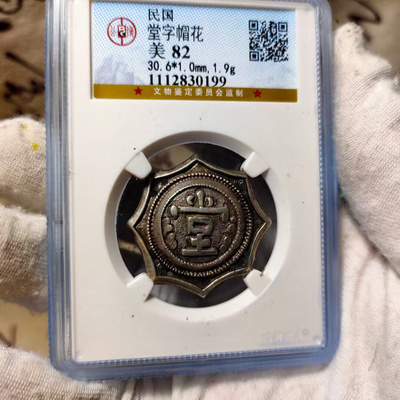 民国
堂字帽花
美 82
30.6*1.0mm,1.9g
1112830199
★ 文物鉴定委员会监制 ★
堂